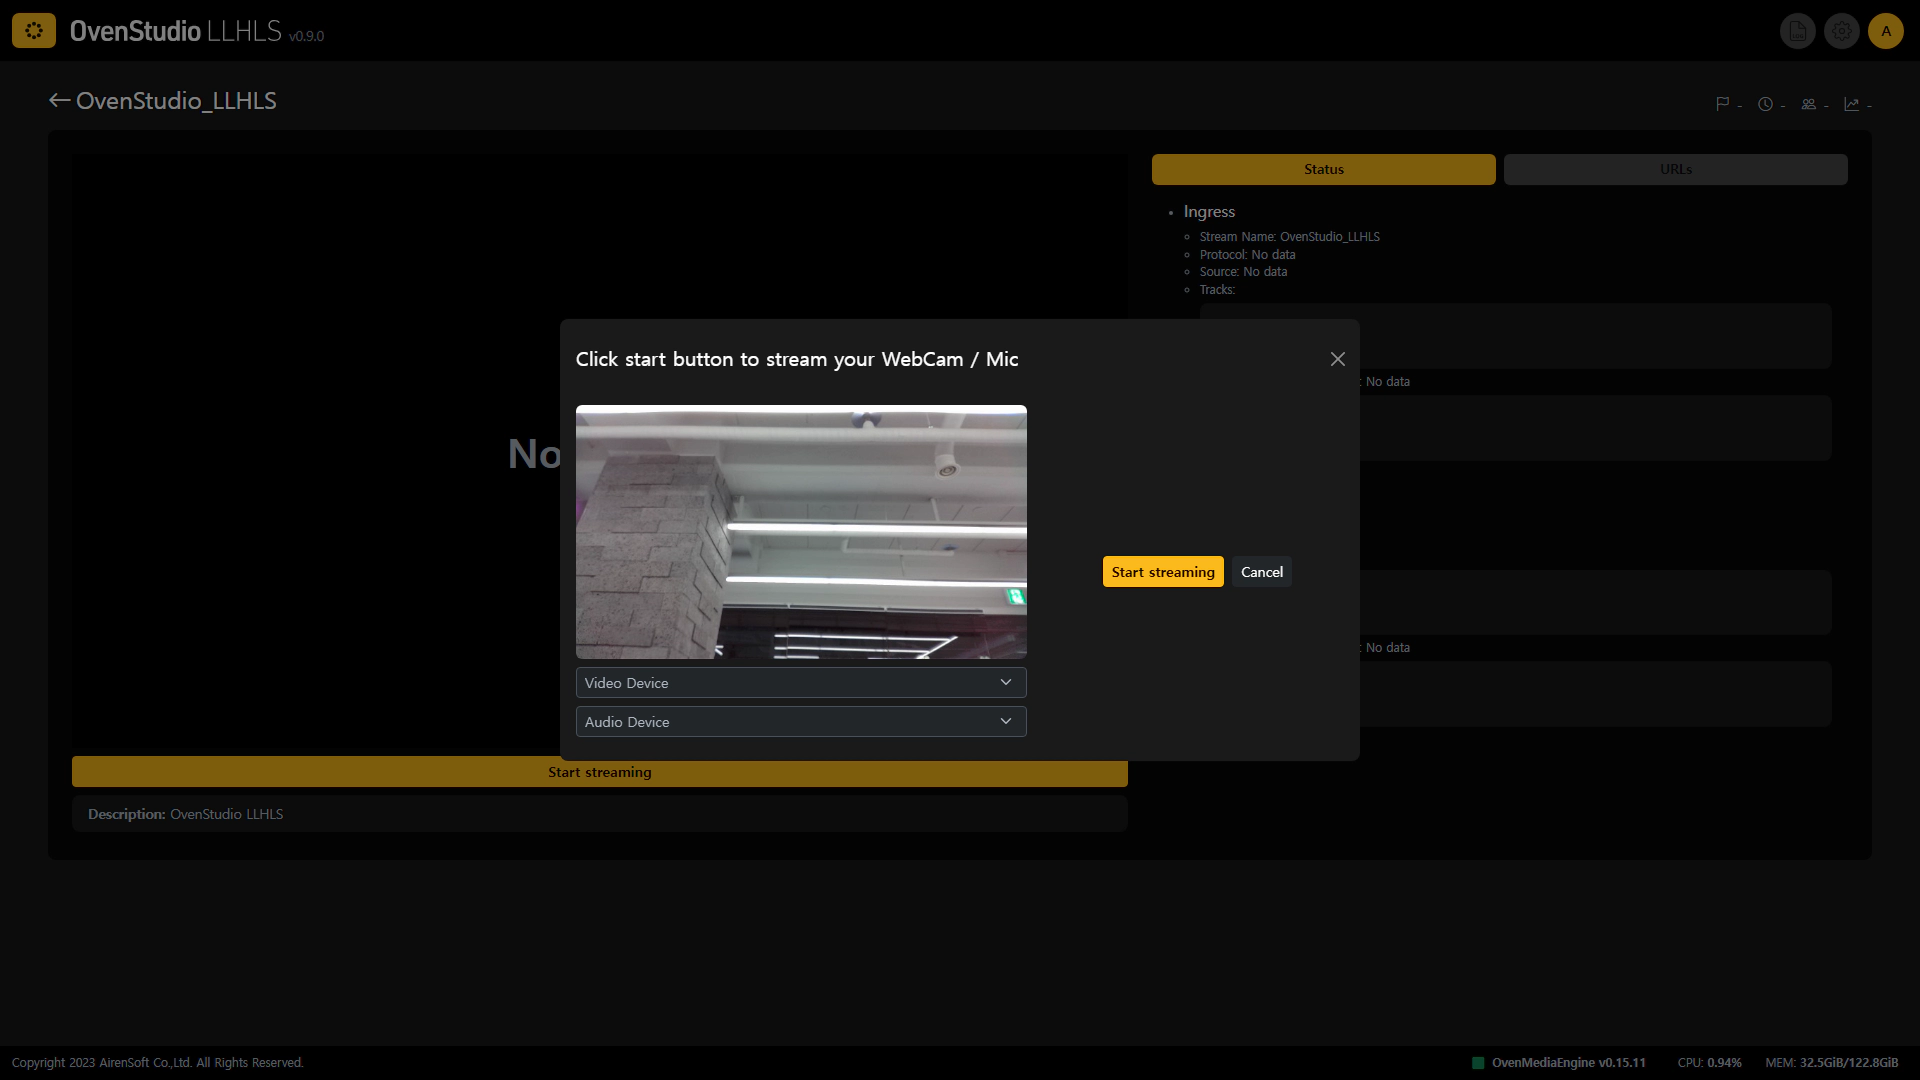 OvenStudio LLHLS v0.9.0
A
OvenStudio_LLHLS
- - - -
Status
URLs
Ingress
Stream Name: OvenStudio_LLHLS
Protocol: No data
Source: No data
Tracks:
Click start button to stream your WebCam / Mic
: No data
No
Start streaming
Cancel
: No data
Video Device
Audio Device
Start streaming
Description: OvenStudio LLHLS
Copyright 2023 AirenSoft Co.,Ltd. All Rights Reserved.
OvenMediaEngine v0.15.11
CPU: 0.94%
MEM: 32.5GiB/122.8GiB